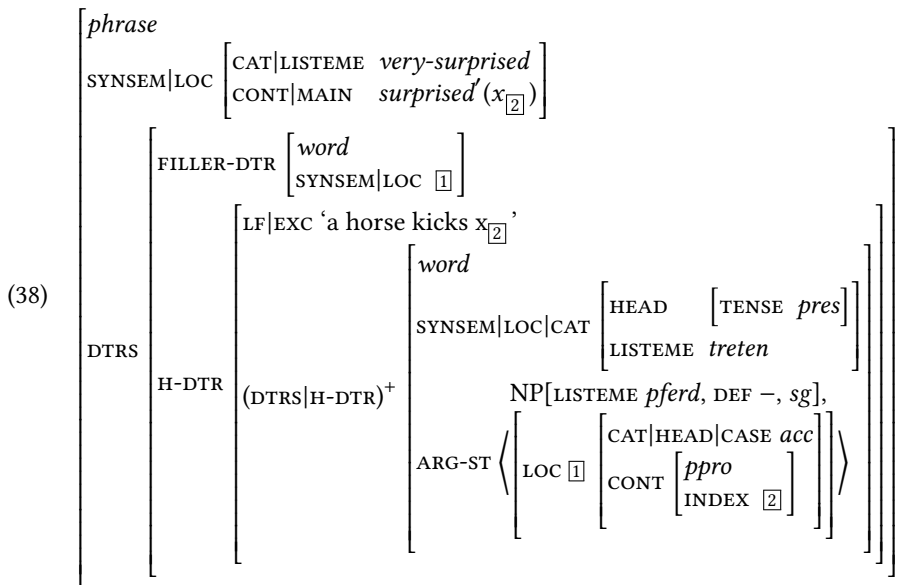 phrase
SYNSEM|LOC [CAT|LISTEME very-surprised
CONT|MAIN surprised′(x[2])]
FILLER-DTR [word
SYNSEM|LOC [1]]
LF|EXC ‘a horse kicks x[2]’
word
SYNSEM|LOC|CAT [HEAD [TENSE pres]
LISTEME treten]
(38) DTRS H-DTR (DTRS|H-DTR)+
NP[LISTEME pferd, DEF −, sg],
ARG-ST ⟨[LOC [1] [CAT|HEAD|CASE acc
CONT [ppro
INDEX [2]]]]⟩